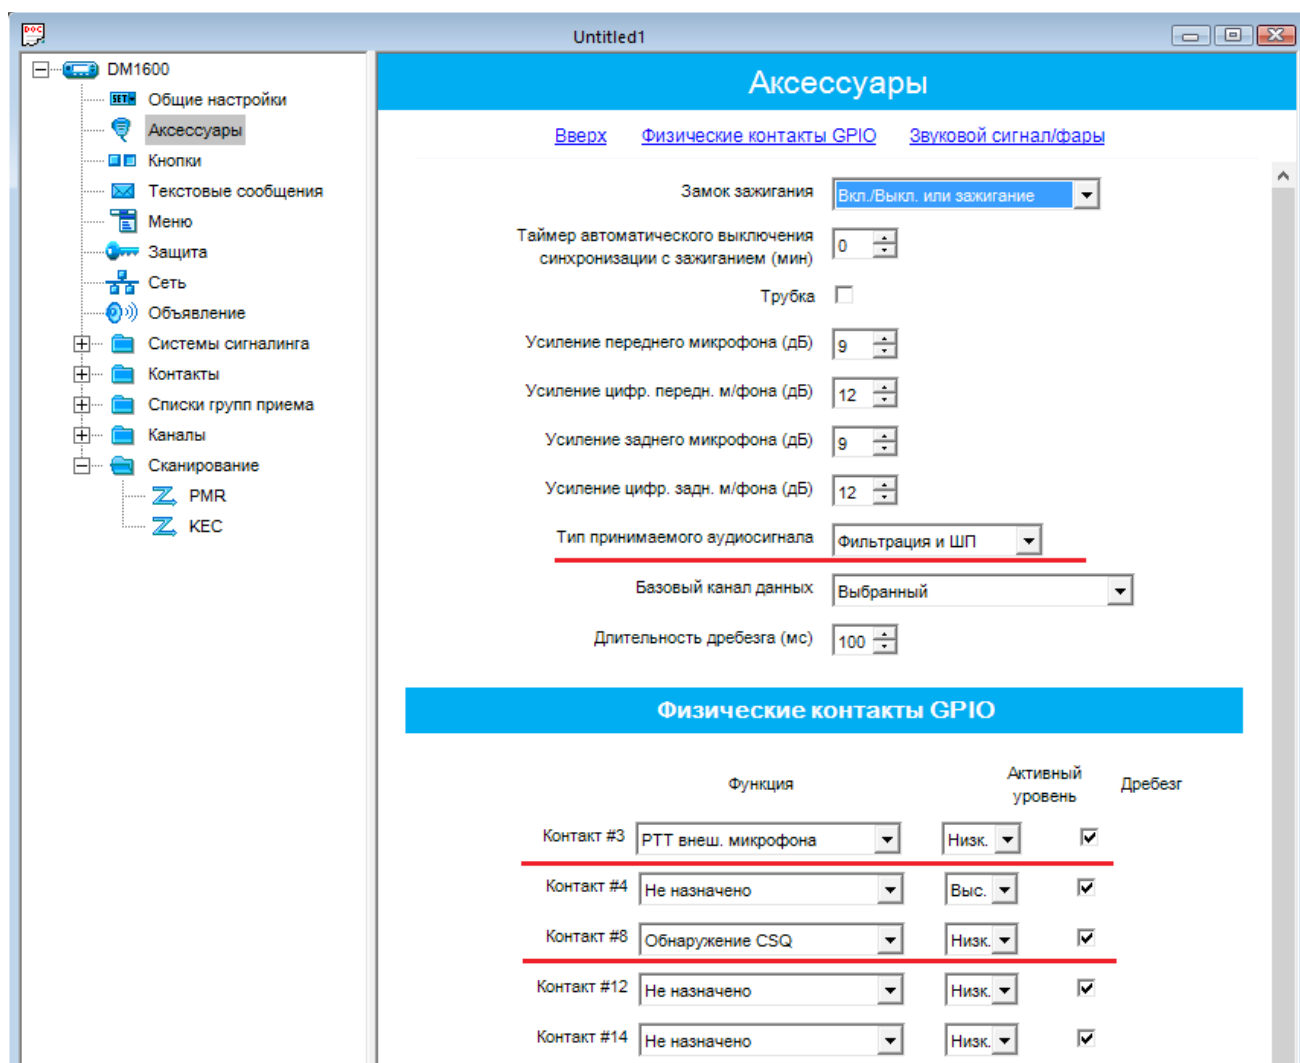 DOC
Untitled1
DM1600
SET
Общие настройки
Аксессуары
Кнопки
Текстовые сообщения
Меню
Защита
Сеть
Объявление
Системы сигналинга
Контакты
Списки групп приема
Каналы
Сканирование
PMR
КЕС
Аксессуары
Вверх Физические контакты GPIO Звуковой сигнал/фары
Замок зажигания Вкл./Выкл. или зажигание
Таймер автоматического выключения
синхронизации с зажиганием (мин) 0
Трубка
Усиление переднего микрофона (дБ) 9
Усиление цифр. передн. м/фона (дБ) 12
Усиление заднего микрофона (дБ) 9
Усиление цифр. задн. м/фона (дБ) 12
Тип принимаемого аудиосигнала Фильтрация и ШП
Базовый канал данных Выбранный
Длительность дребезга (мс) 100
Физические контакты GPIO
Функция Активный уровень Дребезг
Контакт #3 РТТ внеш. микрофона Низк.
Контакт #4 Не назначено Выс.
Контакт #8 Обнаружение CSQ Низк.
Контакт #12 Не назначено Низк.
Контакт #14 Не назначено Низк.